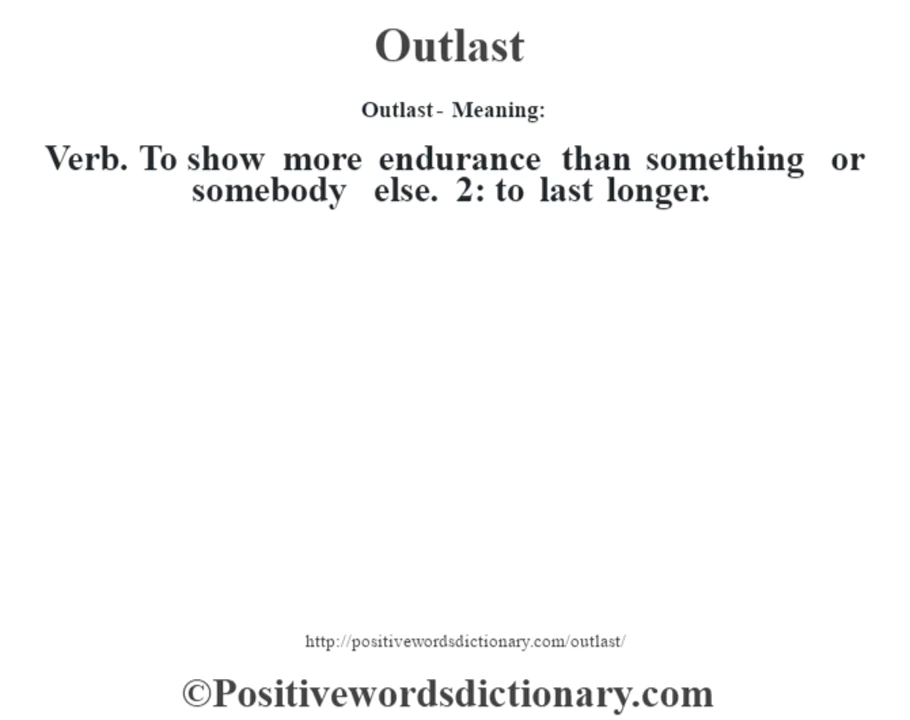 Outlast
Outlast- Meaning:
Verb. To show more endurance than something or
somebody else. 2: to last longer.
http://positivewordsdictionary.com/outlast/
©Positivewordsdictionary.com